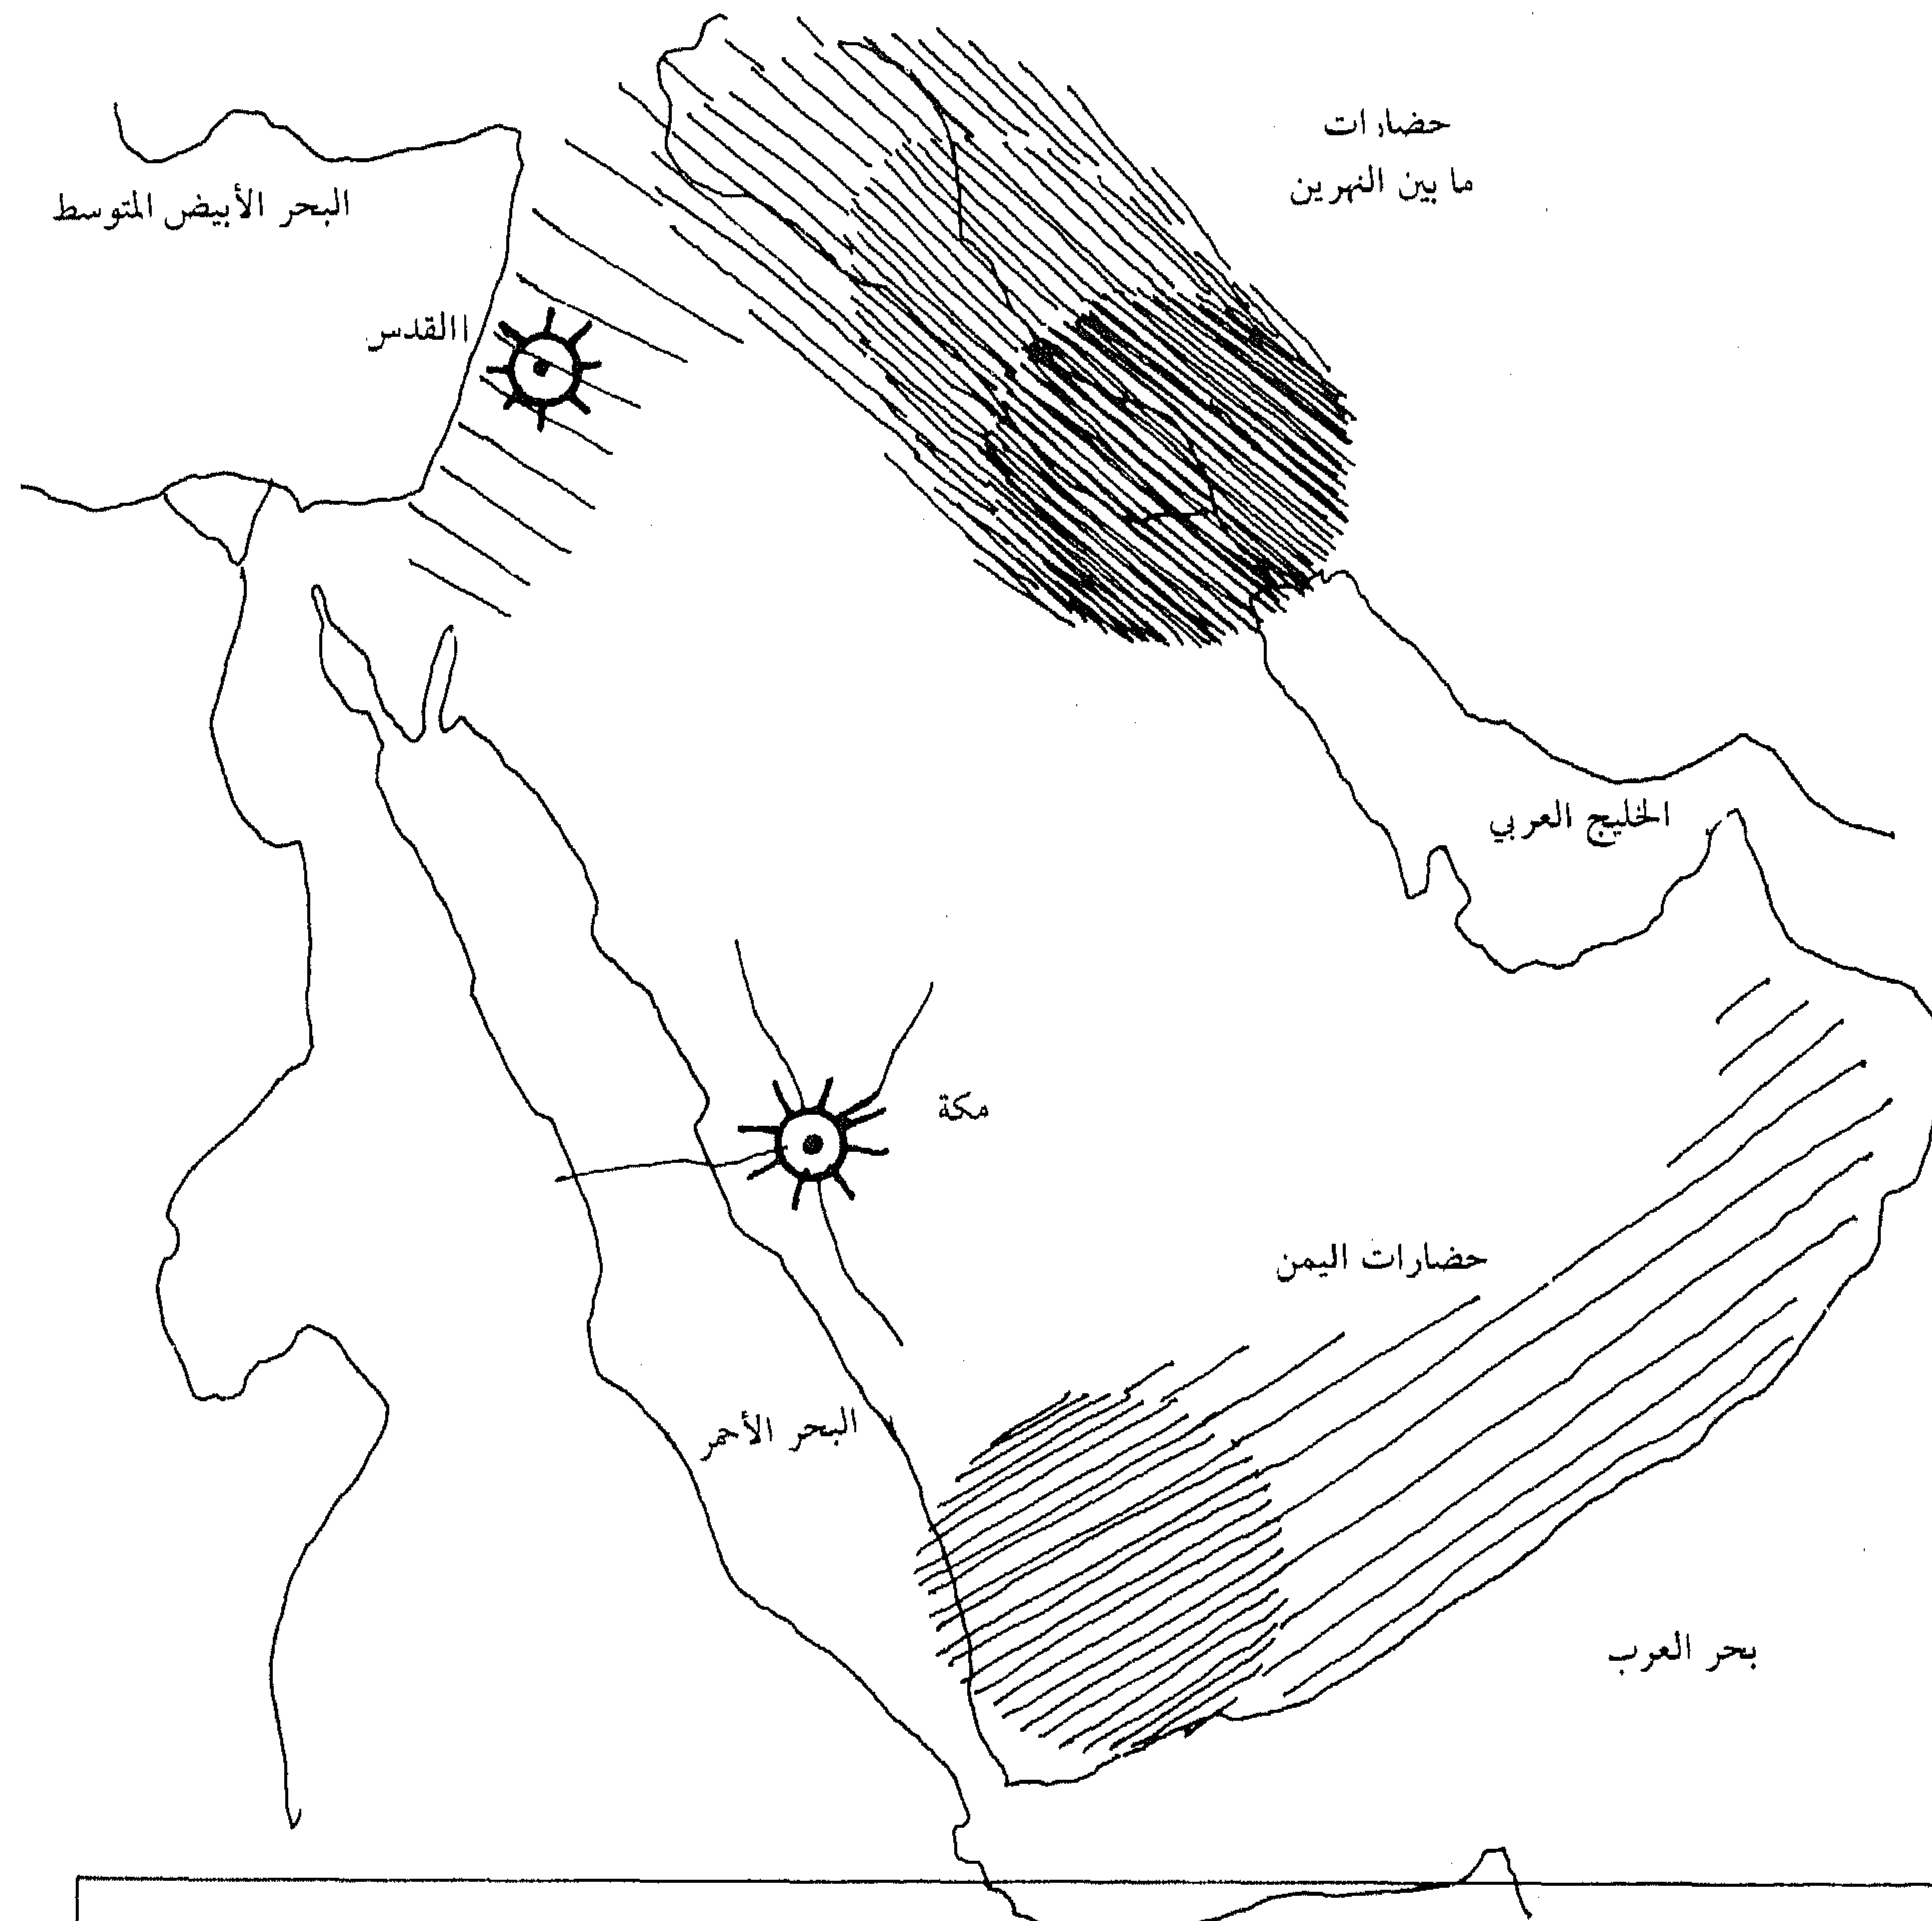 حضارات
ما بين النهرين
البحر الأبيض المتوسط
االقدس
الخليج العربي
مكة
حضارات اليمن
البحر الأحمر
بحر العرب